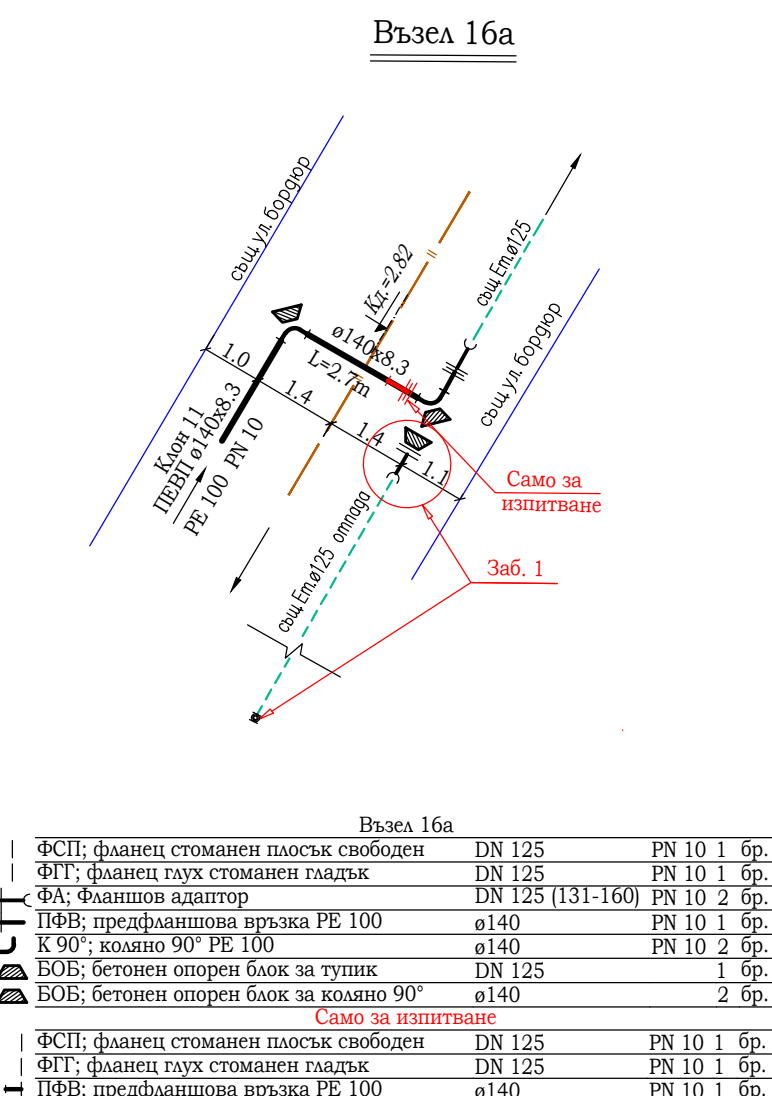 Възел 16а
същ.ул.бордюр
същ.Ет.ø125
Кд.=2.82
ø140x8.3
L=2.7m
същ.ул.бордюр
1.0
1.4
1.4
1.1
Клон 11
ПЕВП ø140x8.3
PE 100 PN 10
Само за
изпитване
Заб. 1
същ.Ет.ø125 отпада
Възел 16а
ФСП; фланец стоманен плосък свободен DN 125 PN 10 1 бр.
ФГГ; фланец глух стоманен гладък DN 125 PN 10 1 бр.
ФА; Фланшов адаптор DN 125 (131-160) PN 10 2 бр.
ПФВ; предфланшова връзка PE 100 ø140 PN 10 1 бр.
К 90°; коляно 90° PE 100 ø140 PN 10 2 бр.
БОБ; бетонен опорен блок за тупик DN 125 1 бр.
БОБ; бетонен опорен блок за коляно 90° ø140 2 бр.
Само за изпитване
ФСП; фланец стоманен плосък свободен DN 125 PN 10 1 бр.
ФГГ; фланец глух стоманен гладък DN 125 PN 10 1 бр.
ПФВ; предфланшова връзка PE 100 ø140 PN 10 1 бр.